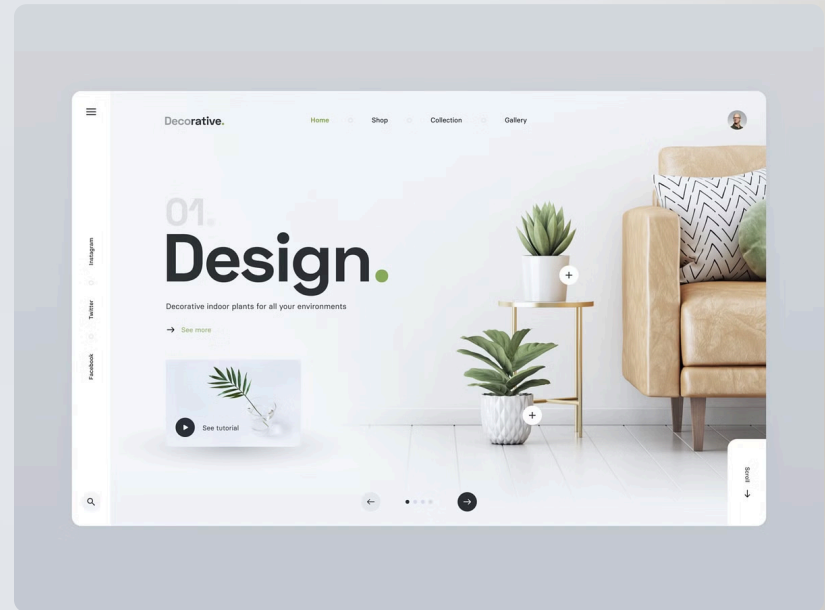 Decorative.
Home
Shop
Collection
Gallery
Instagram
Twitter
Facebook
01.
Design.
Decorative indoor plants for all your environments
See more
See tutorial
Scroll